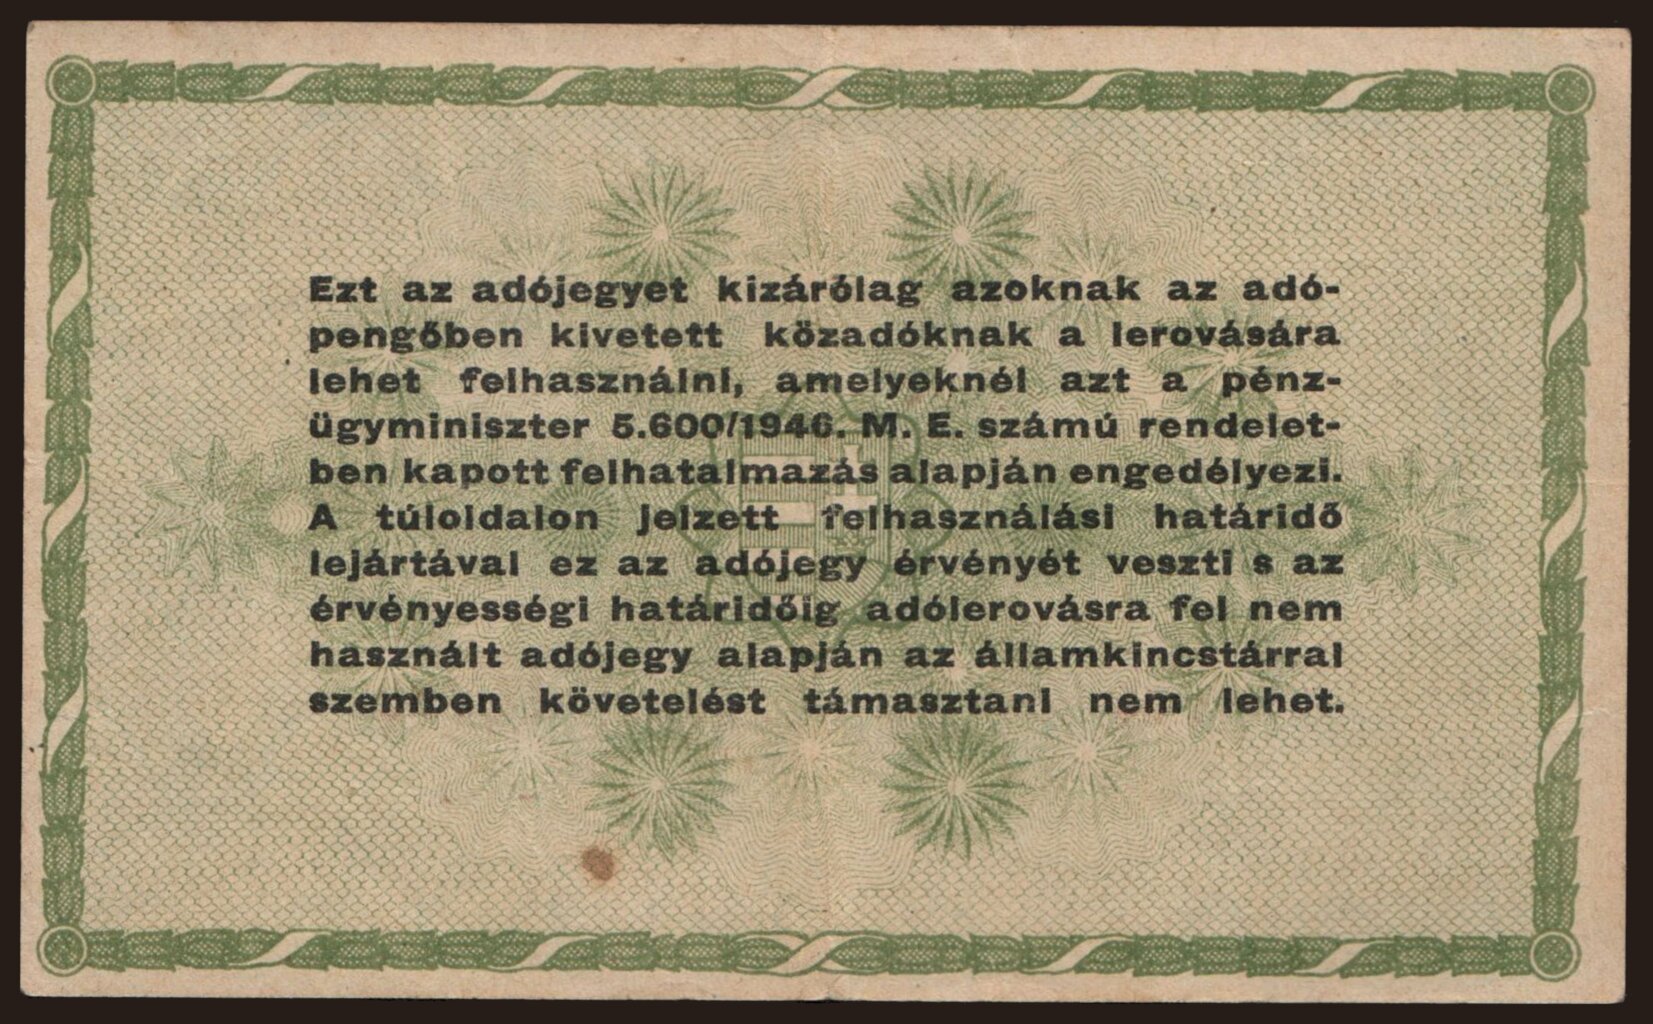 Ezt az adójegyet kizárólag azoknak az adó-
pengőben kivetett közadóknak a lerovására
lehet felhasználni, amelyeknél azt a pénz-
ügyminiszter 5.600/1946. M. E. számú rendelet-
ben kapott felhatalmazás alapján engedélyezi.
A túloldalon jelzett felhasználási határidő
lejártával ez az adójegy érvényét veszti s az
érvényességi határidőig adólerovásra fel nem
használt adójegy alapján az államkincstárral
szemben követelést támasztani nem lehet.